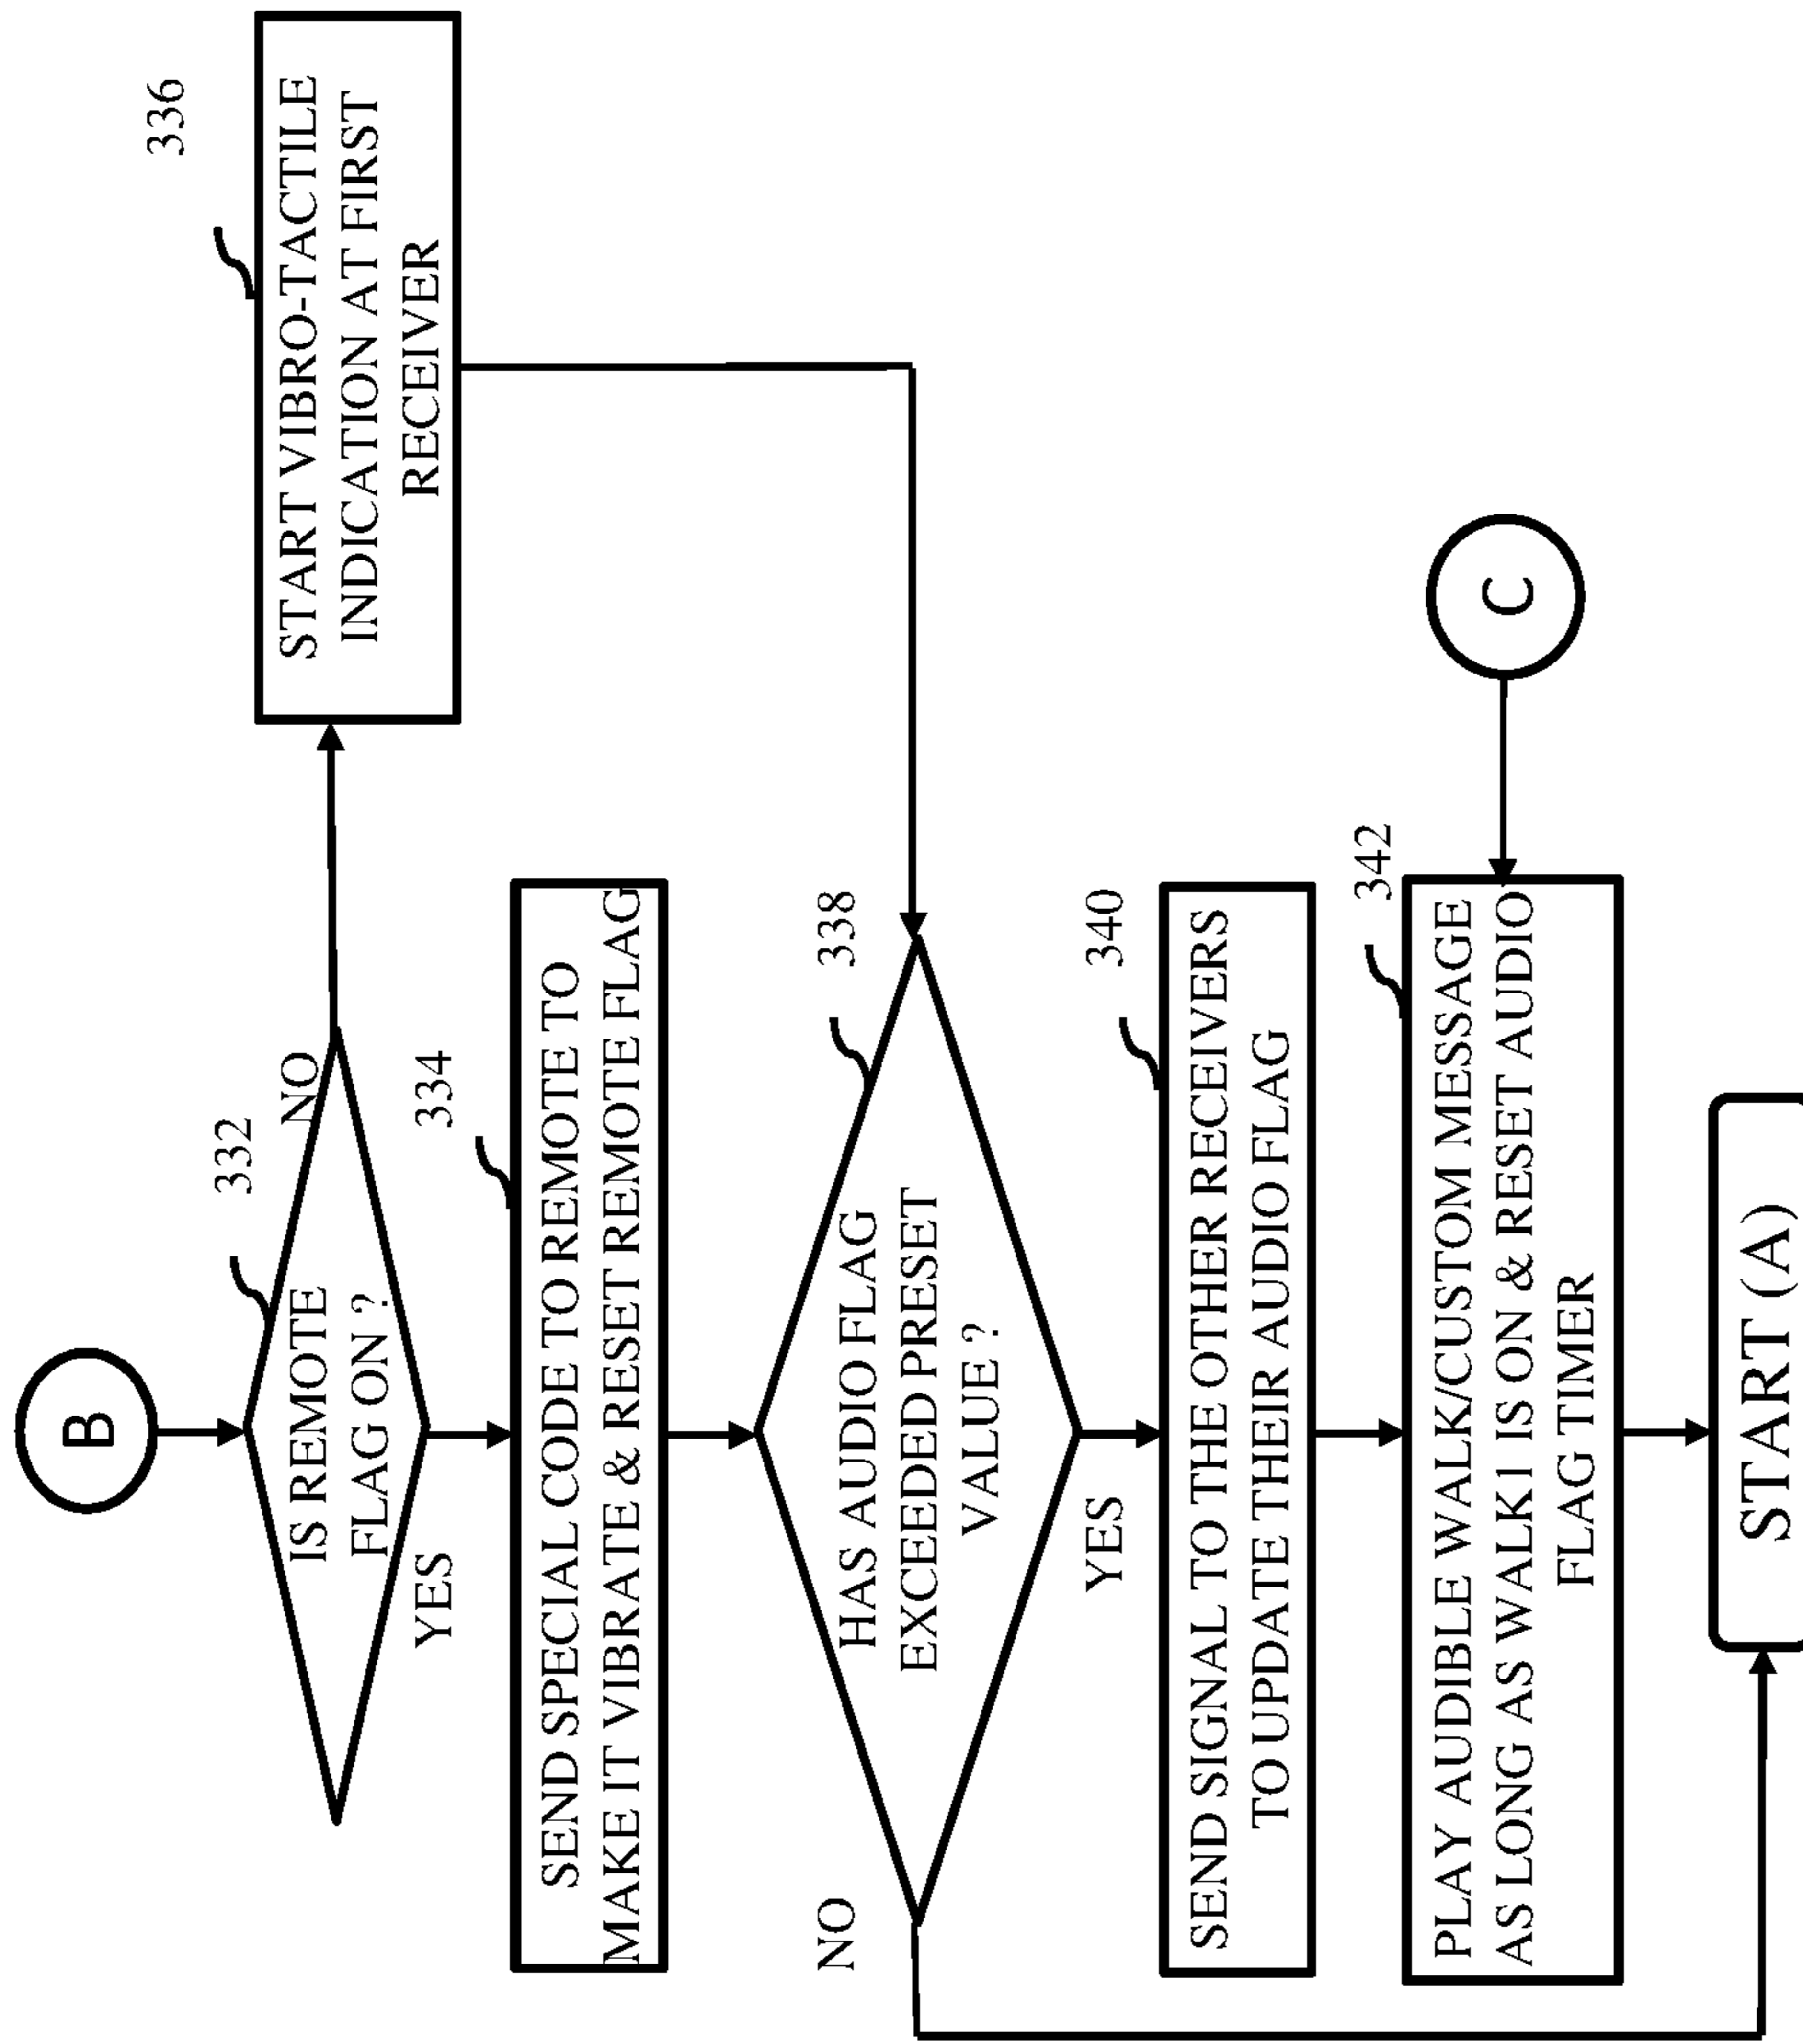 B
332
IS REMOTE
FLAG ON ?
NO
YES
336
START VIBRO-TACTILE
INDICATION AT FIRST
RECEIVER
334
SEND SPECIAL CODE TO REMOTE TO
MAKE IT VIBRATE & RESET REMOTE FLAG
338
HAS AUDIO FLAG
EXCEEDED PRESET
VALUE ?
NO
YES
340
SEND SIGNAL TO THE OTHER RECEIVERS
TO UPDATE THEIR AUDIO FLAG
342
PLAY AUDIBLE WALK/CUSTOM MESSAGE
AS LONG AS WALK1 IS ON & RESET AUDIO
FLAG TIMER
C
START (A)